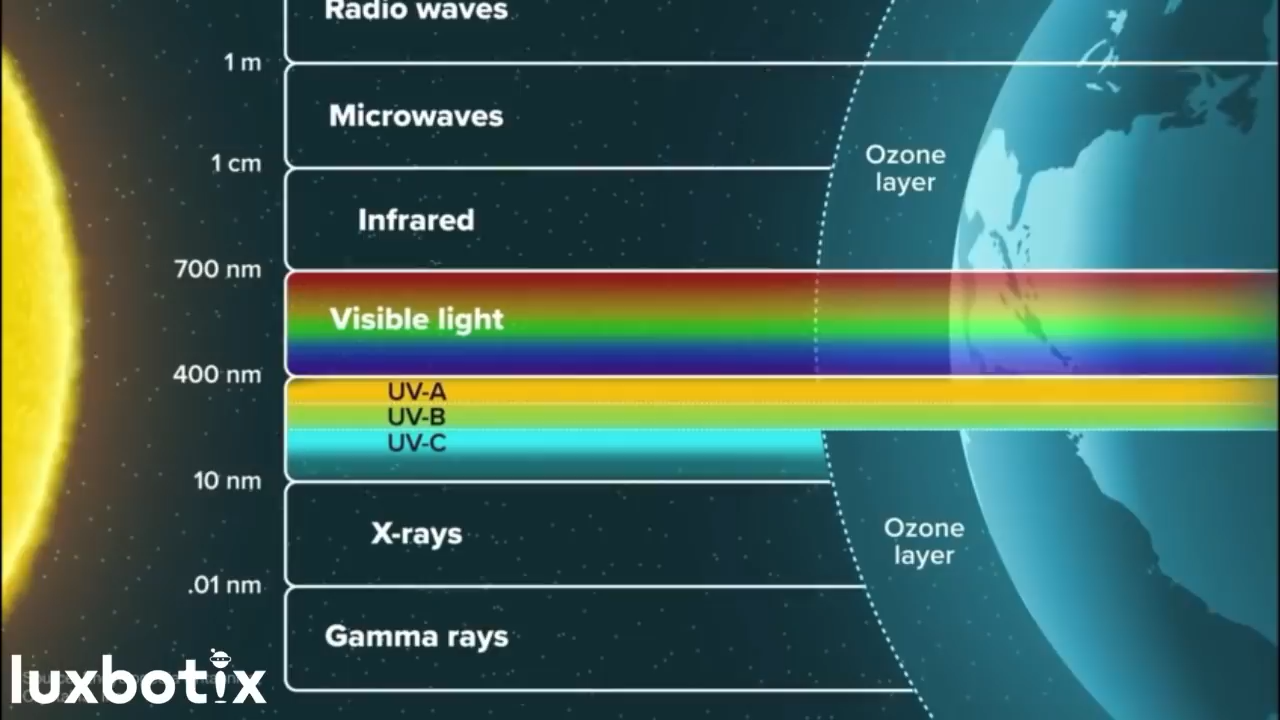 Radio waves
1 m
Microwaves
1 cm
Ozone
layer
Infrared
700 nm
Visible light
400 nm
UV-A
UV-B
UV-C
10 nm
X-rays
Ozone
layer
.01 nm
Gamma rays
luxbotix